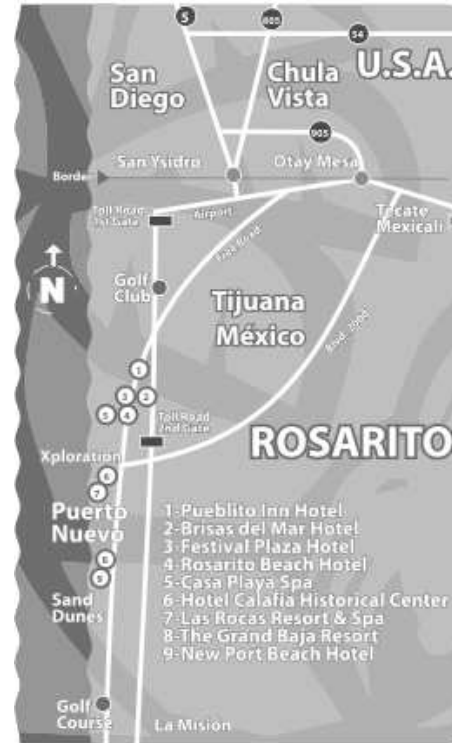 5
805
54
U.S.A.
San
Diego
Chula
Vista
905
San Ysidro
Otay Mesa
Border
Toll Road
1st Gate
Airport
Tecate
Mexicali
Free Road
N
Golf
Club
Tijuana
México
Blvd. 2000
1
3 2
5 4
Toll Road
2nd Gate
ROSARITO
Xploration
6
7
Puerto
Nuevo
1-Pueblito Inn Hotel
2-Brisas del Mar Hotel
3-Festival Plaza Hotel
4-Rosarito Beach Hotel
5-Casa Playa Spa
6-Hotel Calafia Historical Center
7-Las Rocas Resort & Spa
8-The Grand Baja Resort
9-New Port Beach Hotel
Sand
Dunes
Golf
Course
La Misión